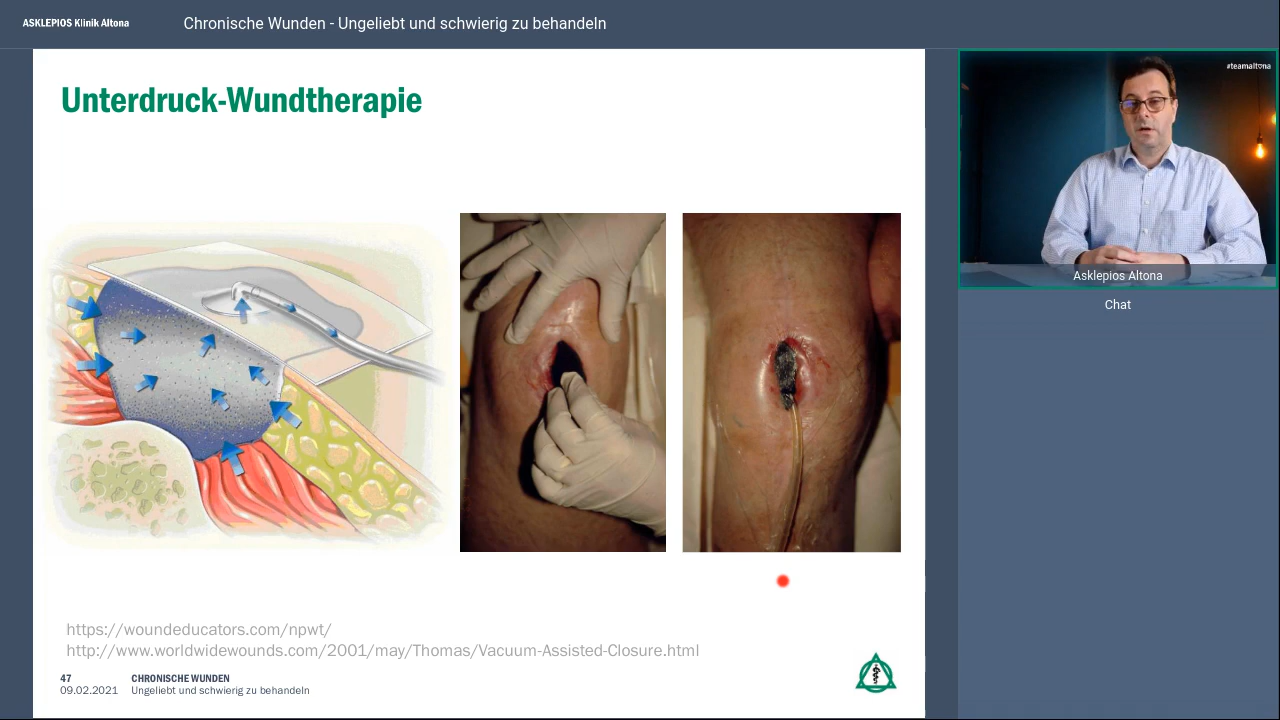 ASKLEPIOS Klinik Altona
Chronische Wunden - Ungeliebt und schwierig zu behandeln
Unterdruck-Wundtherapie
#teamaltona
Asklepios Altona
Chat
https://woundeducators.com/npwt/
http://www.worldwidewounds.com/2001/may/Thomas/Vacuum-Assisted-Closure.html
47 CHRONISCHE WUNDEN
09.02.2021 Ungeliebt und schwierig zu behandeln